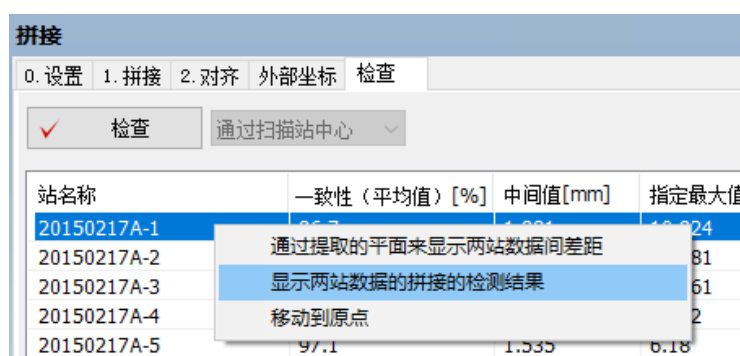 拼接
0. 设置 1. 拼接 2. 对齐 外部坐标 检查
检查 通过扫描站中心
站名称 一致性（平均值）[%] 中间值[mm] 指定最大值
20150217A-1
通过提取的平面来显示两站数据间差距
20150217A-2 81
显示两站数据的拼接的检测结果
20150217A-3 61
移动到原点
20150217A-4 2
20150217A-5 97.1 1.535 6.18